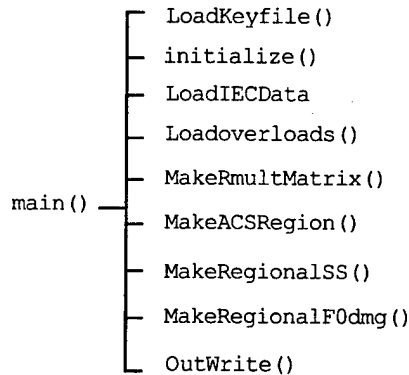 LoadKeyfile()
initialize()
LoadIECData
Loadoverloads()
MakeRmultMatrix()
main()
MakeACSRegion()
MakeRegionalSS()
MakeRegionalF0dmg()
OutWrite()